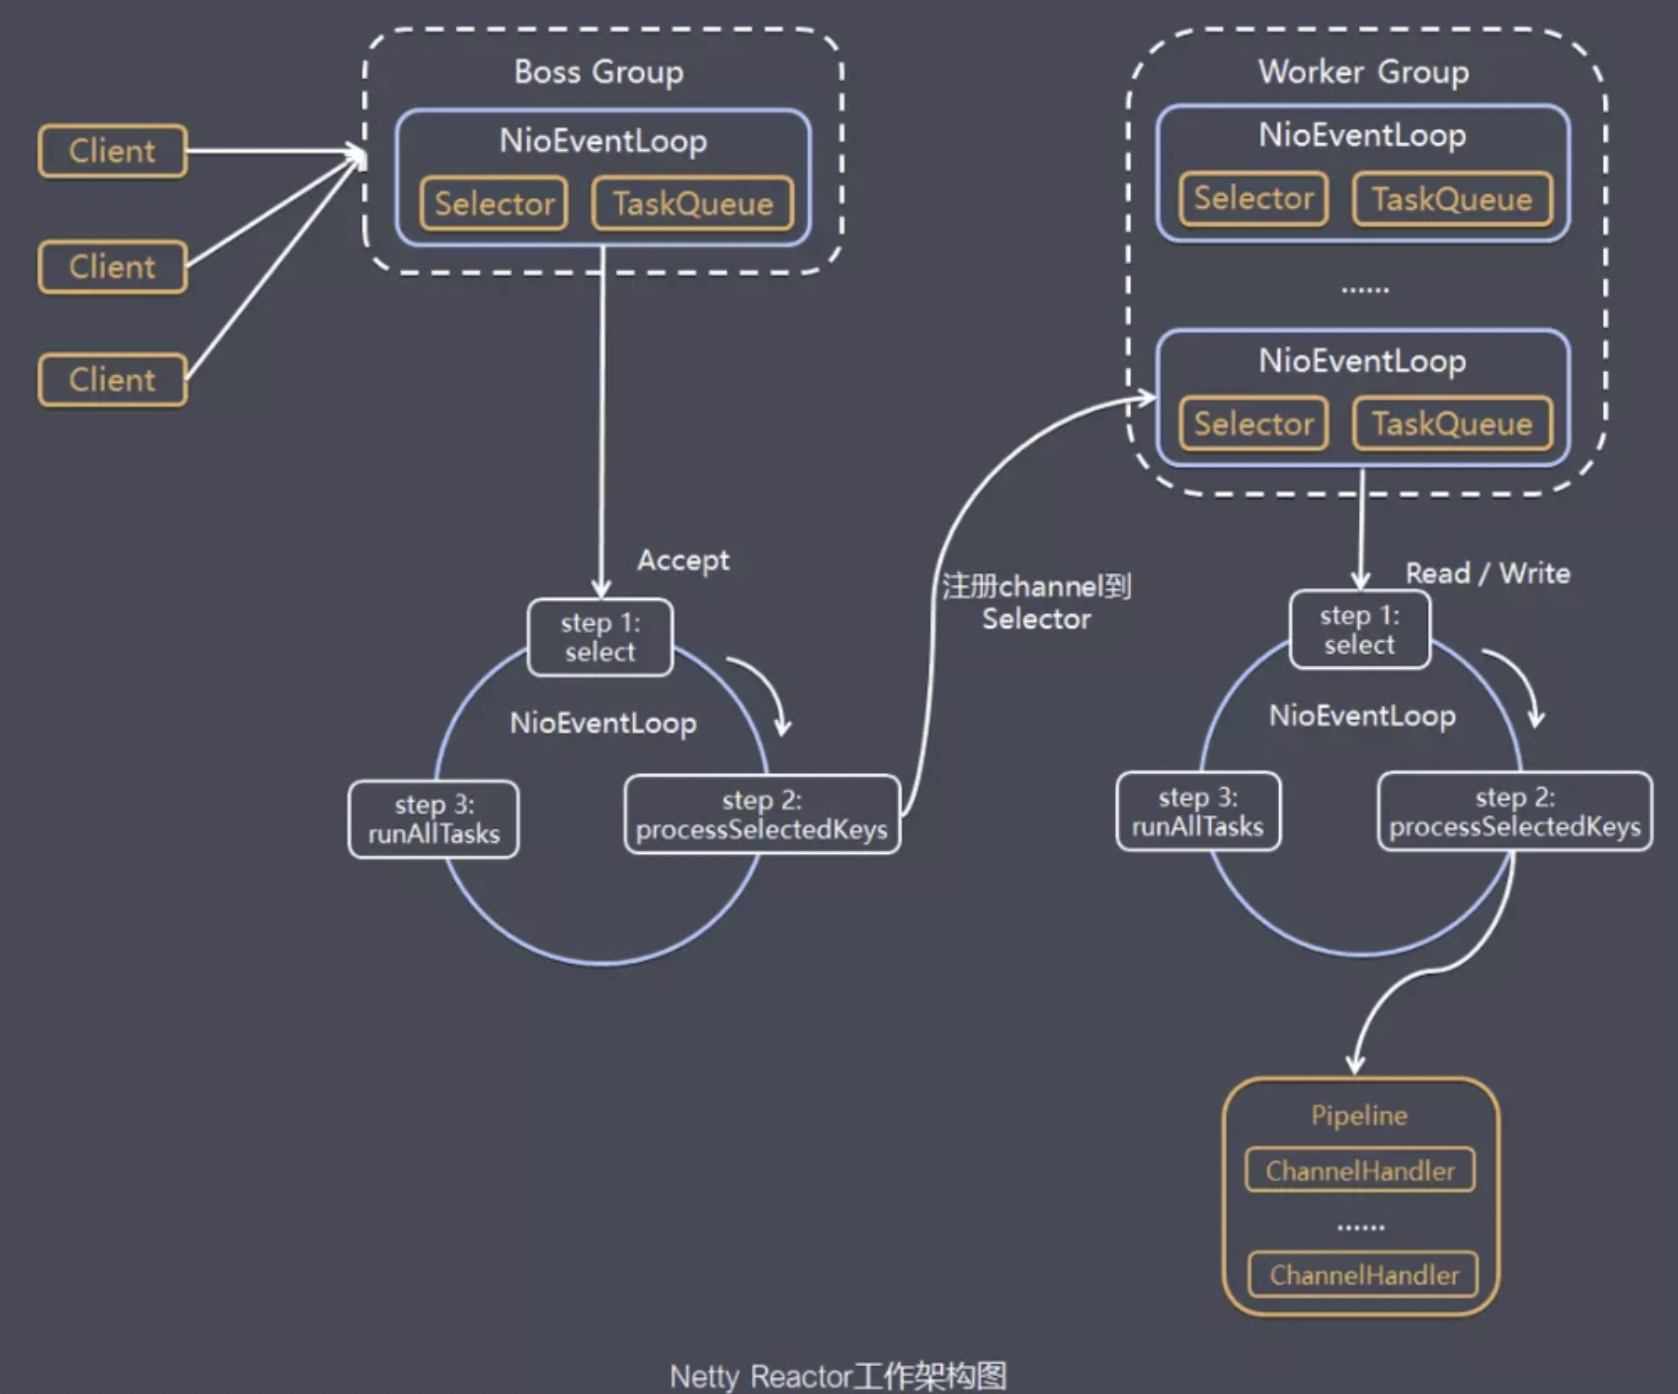 Boss Group
NioEventLoop
Selector
TaskQueue
Client
Client
Client
Accept
step 1:
select
NioEventLoop
step 2:
processSelectedKeys
step 3:
runAllTasks
注册channel到
Selector
Worker Group
NioEventLoop
Selector
TaskQueue
......
NioEventLoop
Selector
TaskQueue
Read / Write
step 1:
select
NioEventLoop
step 2:
processSelectedKeys
step 3:
runAllTasks
Pipeline
ChannelHandler
......
ChannelHandler
Netty Reactor工作架构图